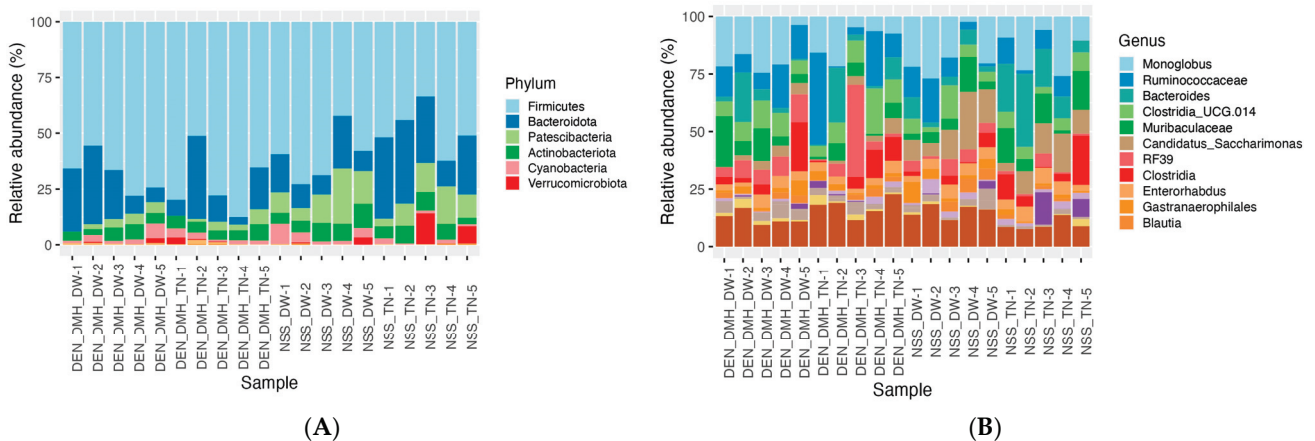 100
75
50
25
0
Relative abundance (%)
DEN_DMH_DW-1
DEN_DMH_DW-2
DEN_DMH_DW-3
DEN_DMH_DW-4
DEN_DMH_DW-5
DEN_DMH_TN-1
DEN_DMH_TN-2
DEN_DMH_TN-3
DEN_DMH_TN-4
DEN_DMH_TN-5
NSS_DW-1
NSS_DW-2
NSS_DW-3
NSS_DW-4
NSS_DW-5
NSS_TN-1
NSS_TN-2
NSS_TN-3
NSS_TN-4
NSS_TN-5
Sample
Phylum
Firmicutes
Bacteroidota
Patescibacteria
Actinobacteriota
Cyanobacteria
Verrucomicrobiota
(A)
100
75
50
25
0
Relative abundance (%)
DEN_DMH_DW-1
DEN_DMH_DW-2
DEN_DMH_DW-3
DEN_DMH_DW-4
DEN_DMH_DW-5
DEN_DMH_TN-1
DEN_DMH_TN-2
DEN_DMH_TN-3
DEN_DMH_TN-4
DEN_DMH_TN-5
NSS_DW-1
NSS_DW-2
NSS_DW-3
NSS_DW-4
NSS_DW-5
NSS_TN-1
NSS_TN-2
NSS_TN-3
NSS_TN-4
NSS_TN-5
Sample
Genus
Monoglobus
Ruminococcaceae
Bacteroides
Clostridia_UCG.014
Muribaculaceae
Candidatus_Saccharimonas
RF39
Clostridia
Enterorhabdus
Gastranaerophilales
Blautia
(B)